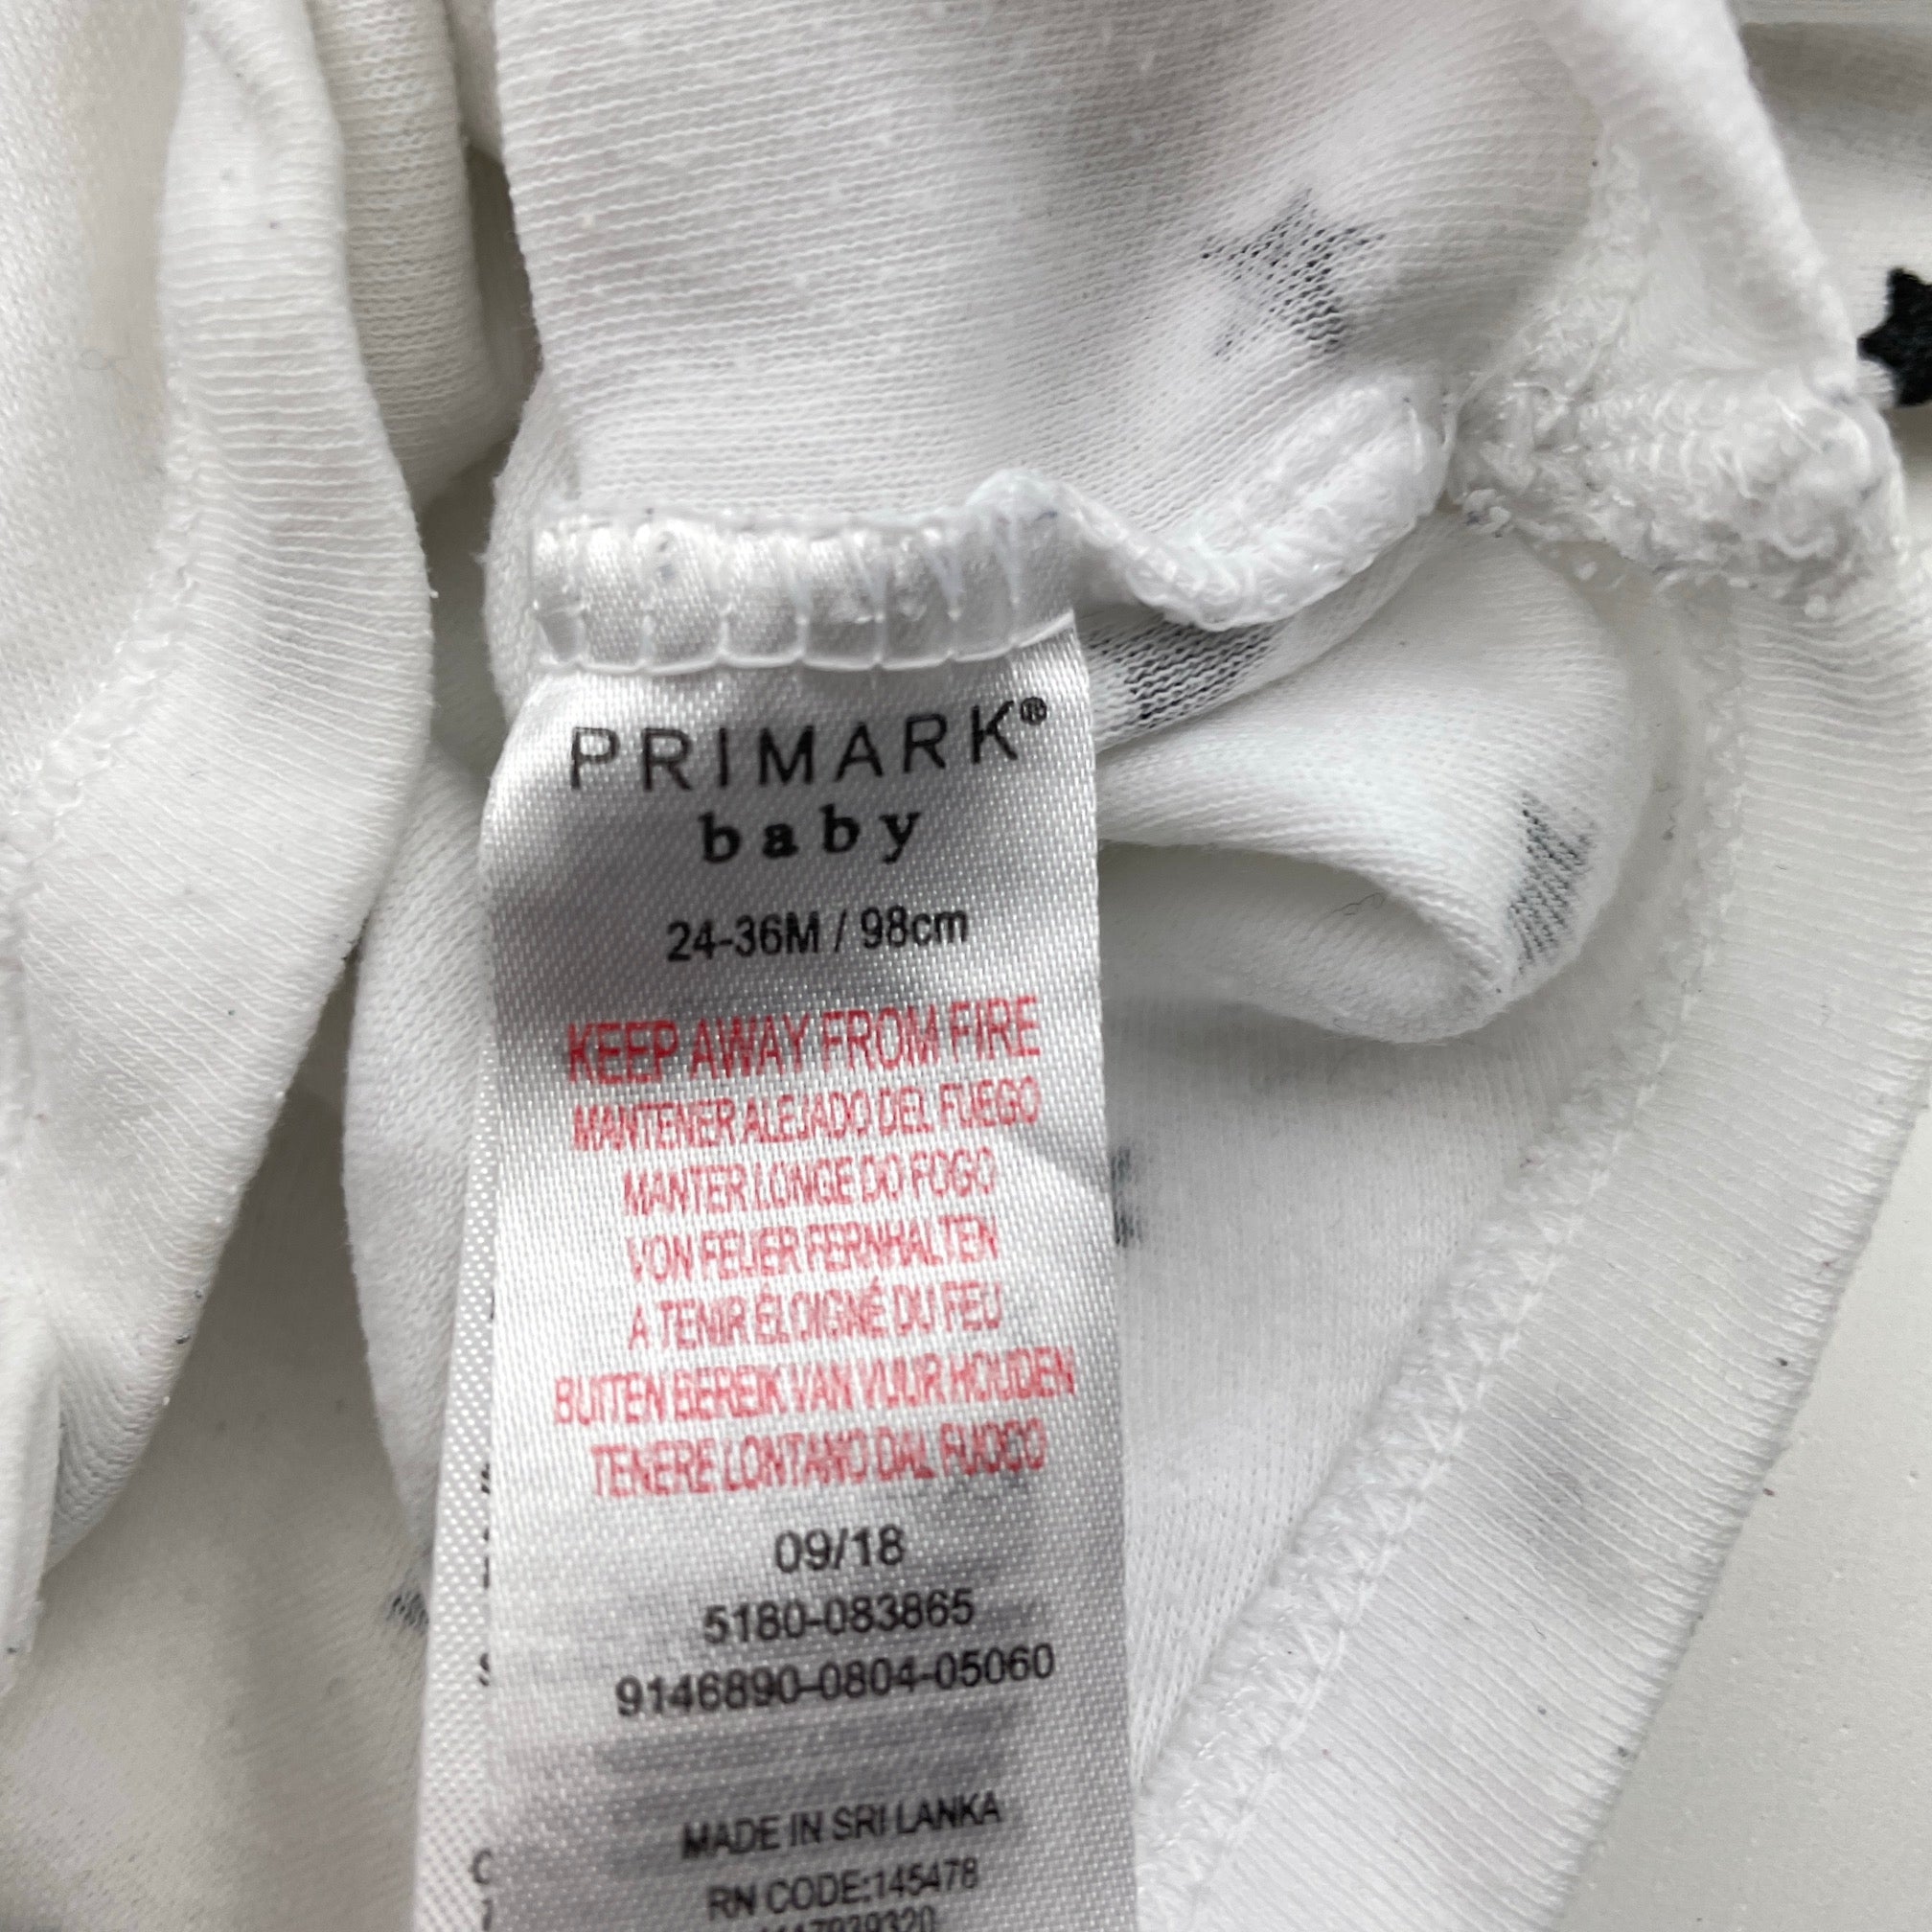 PRIMARK®
baby
24-36M / 98cm
KEEP AWAY FROM FIRE
MANTENER ALEJADO DEL FUEGO
MANTER LONGE DO FOGO
VON FEUER FERNHALTEN
A TENIR ÉLOIGNÉ DU FEU
BUITEN BEREIK VAN VUUR HOUDEN
TENERE LONTANO DAL FUOCO
09/18
5180-083865
9146890-0804-05060
MADE IN SRI LANKA
RN CODE:145478